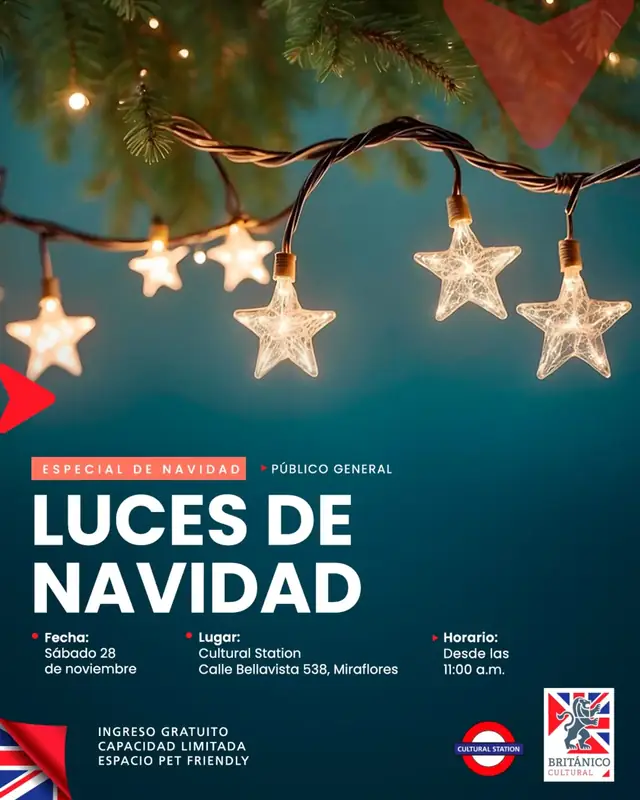 ESPECIAL DE NAVIDAD
PÚBLICO GENERAL
LUCES DE
NAVIDAD
Fecha:
Sábado 28
de noviembre
Lugar:
Cultural Station
Calle Bellavista 538, Miraflores
Horario:
Desde las
11:00 a.m.
INGRESO GRATUITO
CAPACIDAD LIMITADA
ESPACIO PET FRIENDLY
CULTURAL STATION
BRITÁNICO
CULTURAL